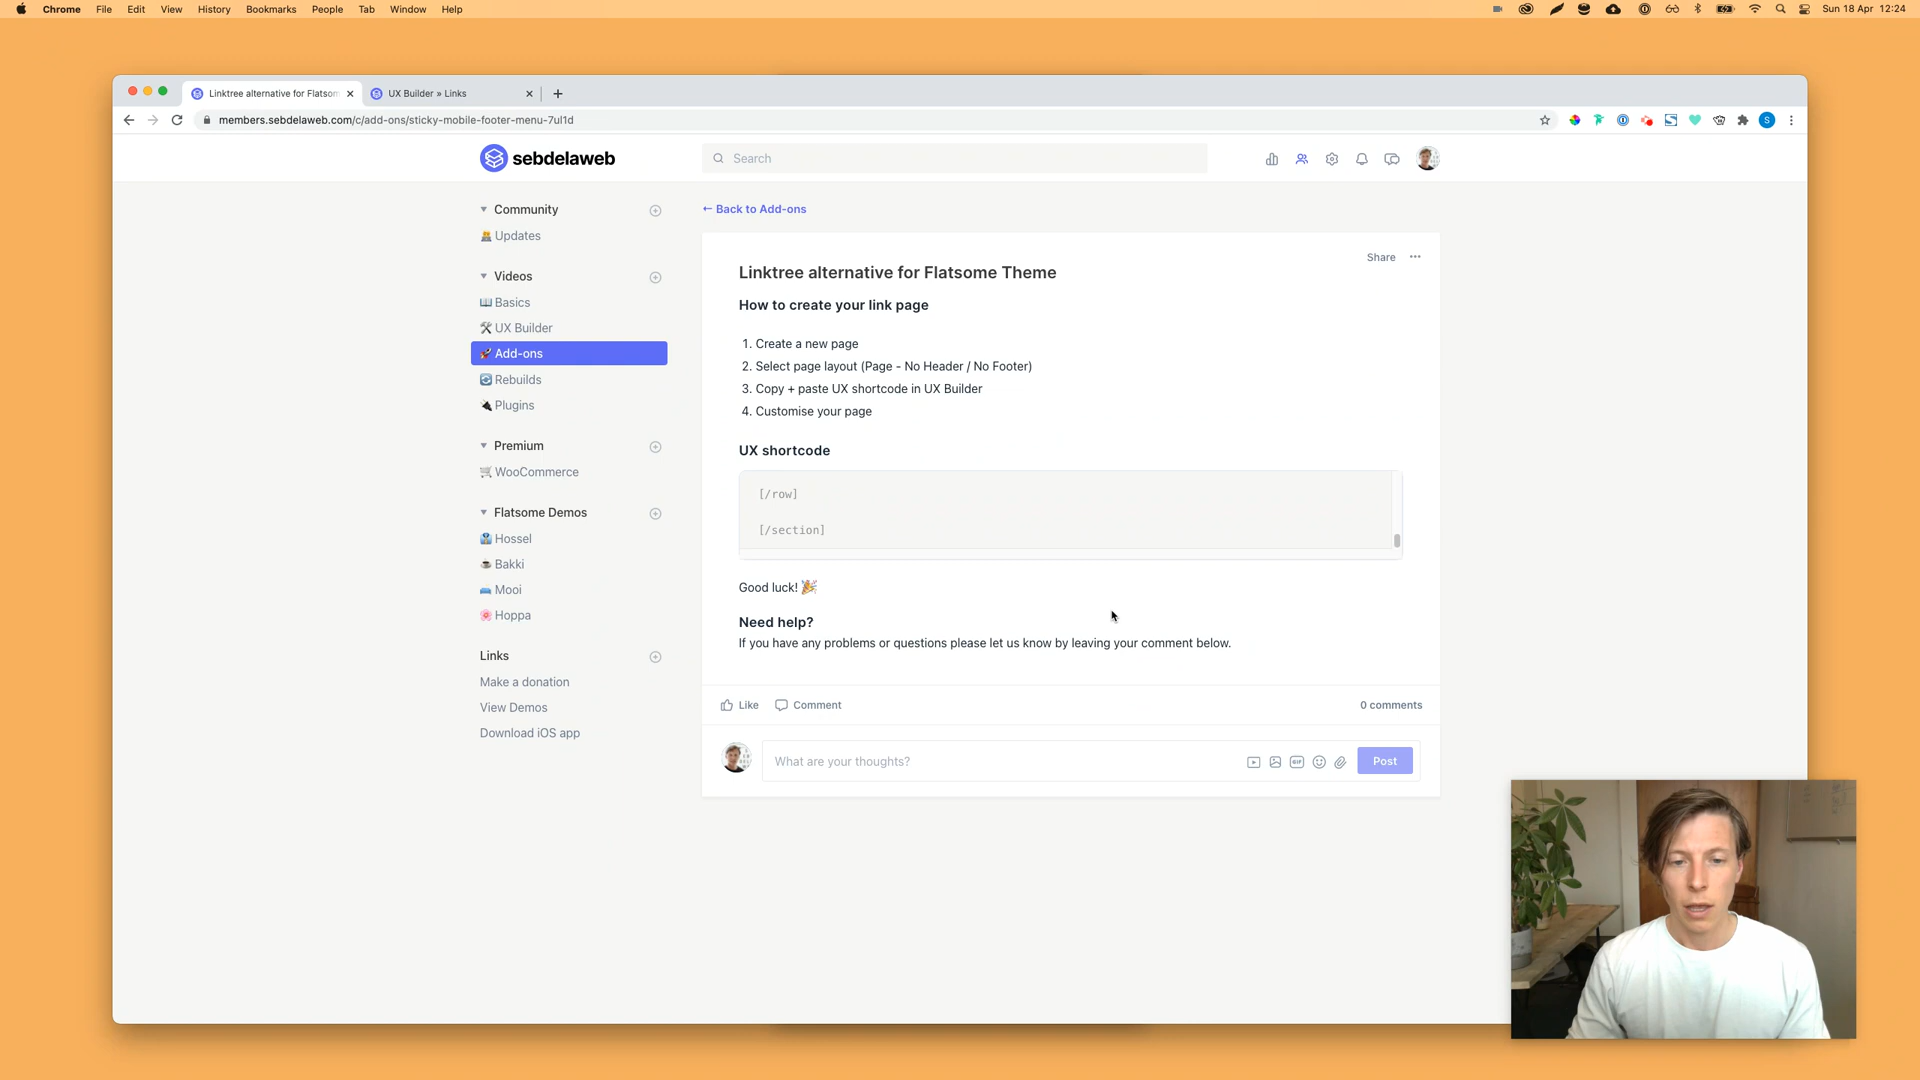 Chrome File Edit View History Bookmarks People Tab Window Help
Sun 18 Apr 12:24
Linktree alternative for Flatsom
UX Builder » Links
members.sebdelaweb.com/c/add-ons/sticky-mobile-footer-menu-7ul1d
S
sebdelaweb
Search
Community
Updates
Videos
Basics
UX Builder
Add-ons
Rebuilds
Plugins
Premium
WooCommerce
Flatsome Demos
Hossel
Bakki
Mooi
Hoppa
Links
Make a donation
View Demos
Download iOS app
← Back to Add-ons
Share
Linktree alternative for Flatsome Theme
How to create your link page
1. Create a new page
2. Select page layout (Page - No Header / No Footer)
3. Copy + paste UX shortcode in UX Builder
4. Customise your page
UX shortcode
[/row]
[/section]
Good luck! 🎉
Need help?
If you have any problems or questions please let us know by leaving your comment below.
Like
Comment
0 comments
What are your thoughts?
GIF
Post